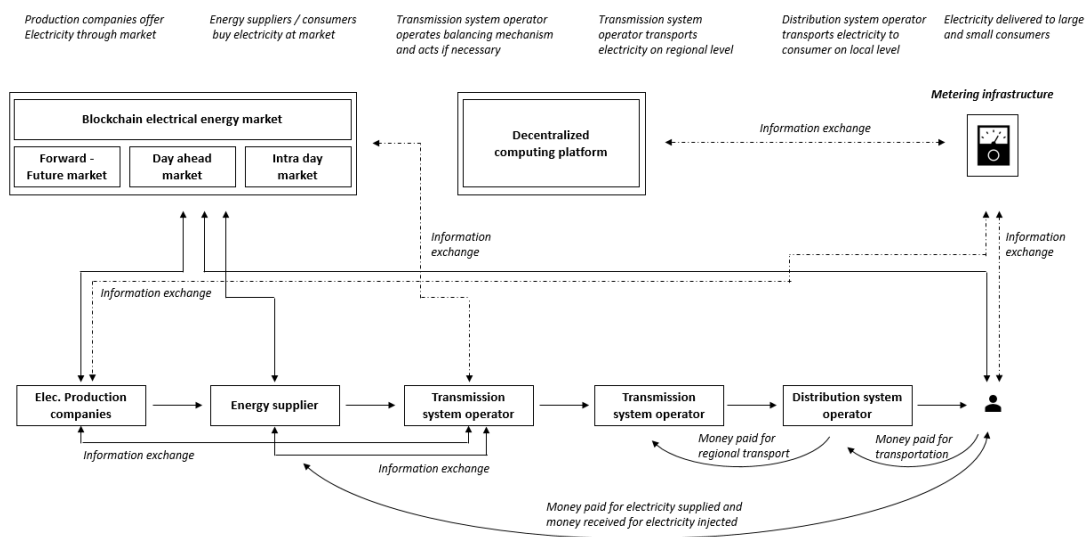 Production companies offer
Electricity through market
Energy suppliers / consumers
buy electricity at market
Transmission system operator
operates balancing mechanism
and acts if necessary
Transmission system
operator transports
electricity on regional level
Distribution system operator
transports electricity to
consumer on local level
Electricity delivered to large
and small consumers
Metering infrastructure
Blockchain electrical energy market
Forward -
Future market
Day ahead
market
Intra day
market
Decentralized
computing platform
Information exchange
Information
exchange
Information
exchange
Information exchange
Elec. Production
companies
Energy supplier
Transmission
system operator
Transmission
system operator
Distribution system
operator
Information exchange
Information exchange
Money paid for
regional transport
Money paid for
transportation
Money paid for electricity supplied and
money received for electricity injected